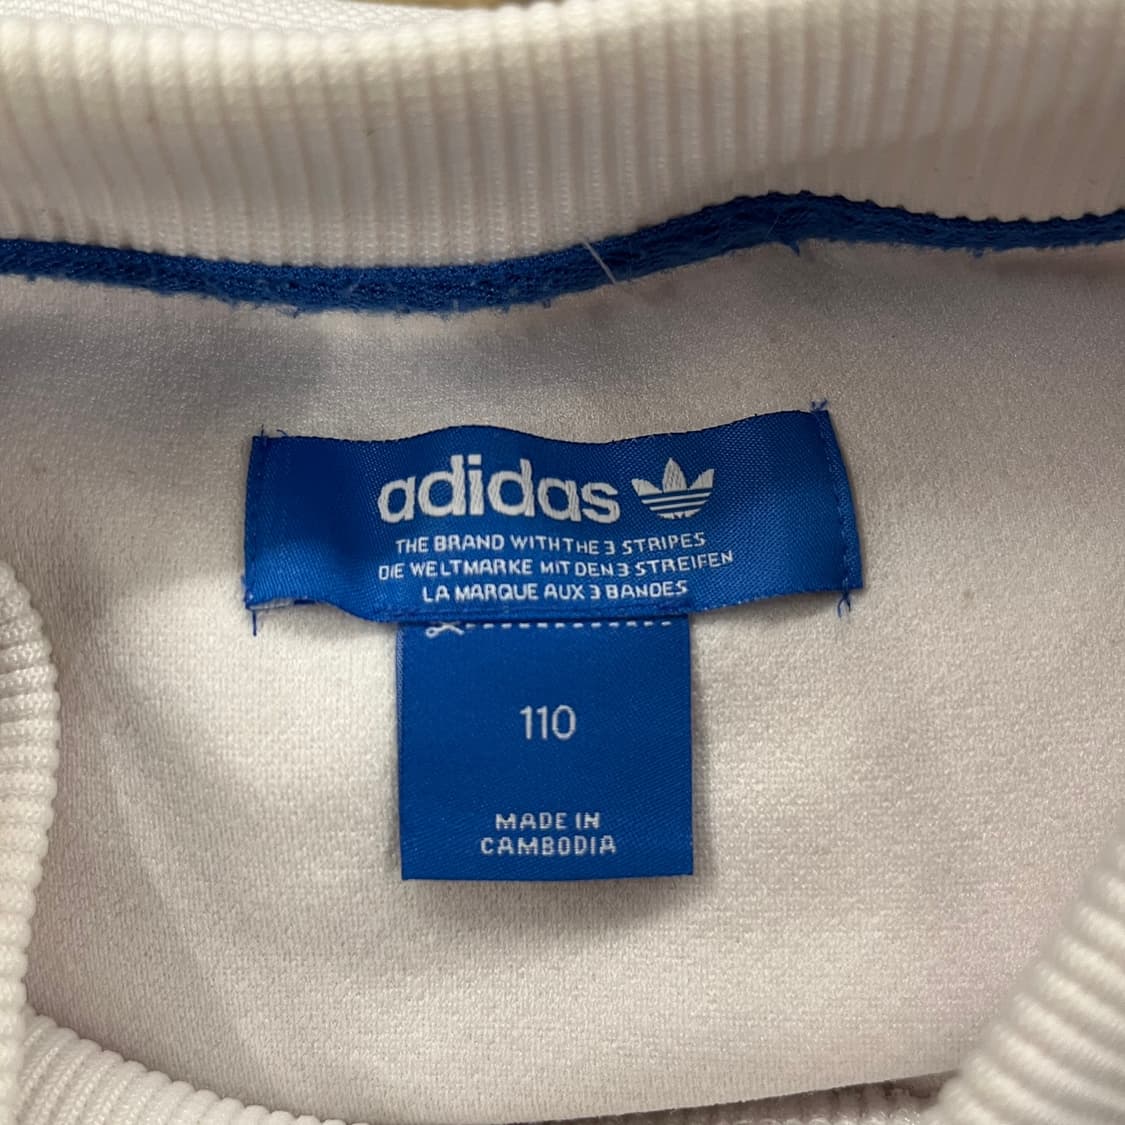 adidas
THE BRAND WITH THE 3 STRIPES
DIE WELTMARKE MIT DEN 3 STREIFEN
LA MARQUE AUX 3 BANDES
110
MADE IN
CAMBODIA